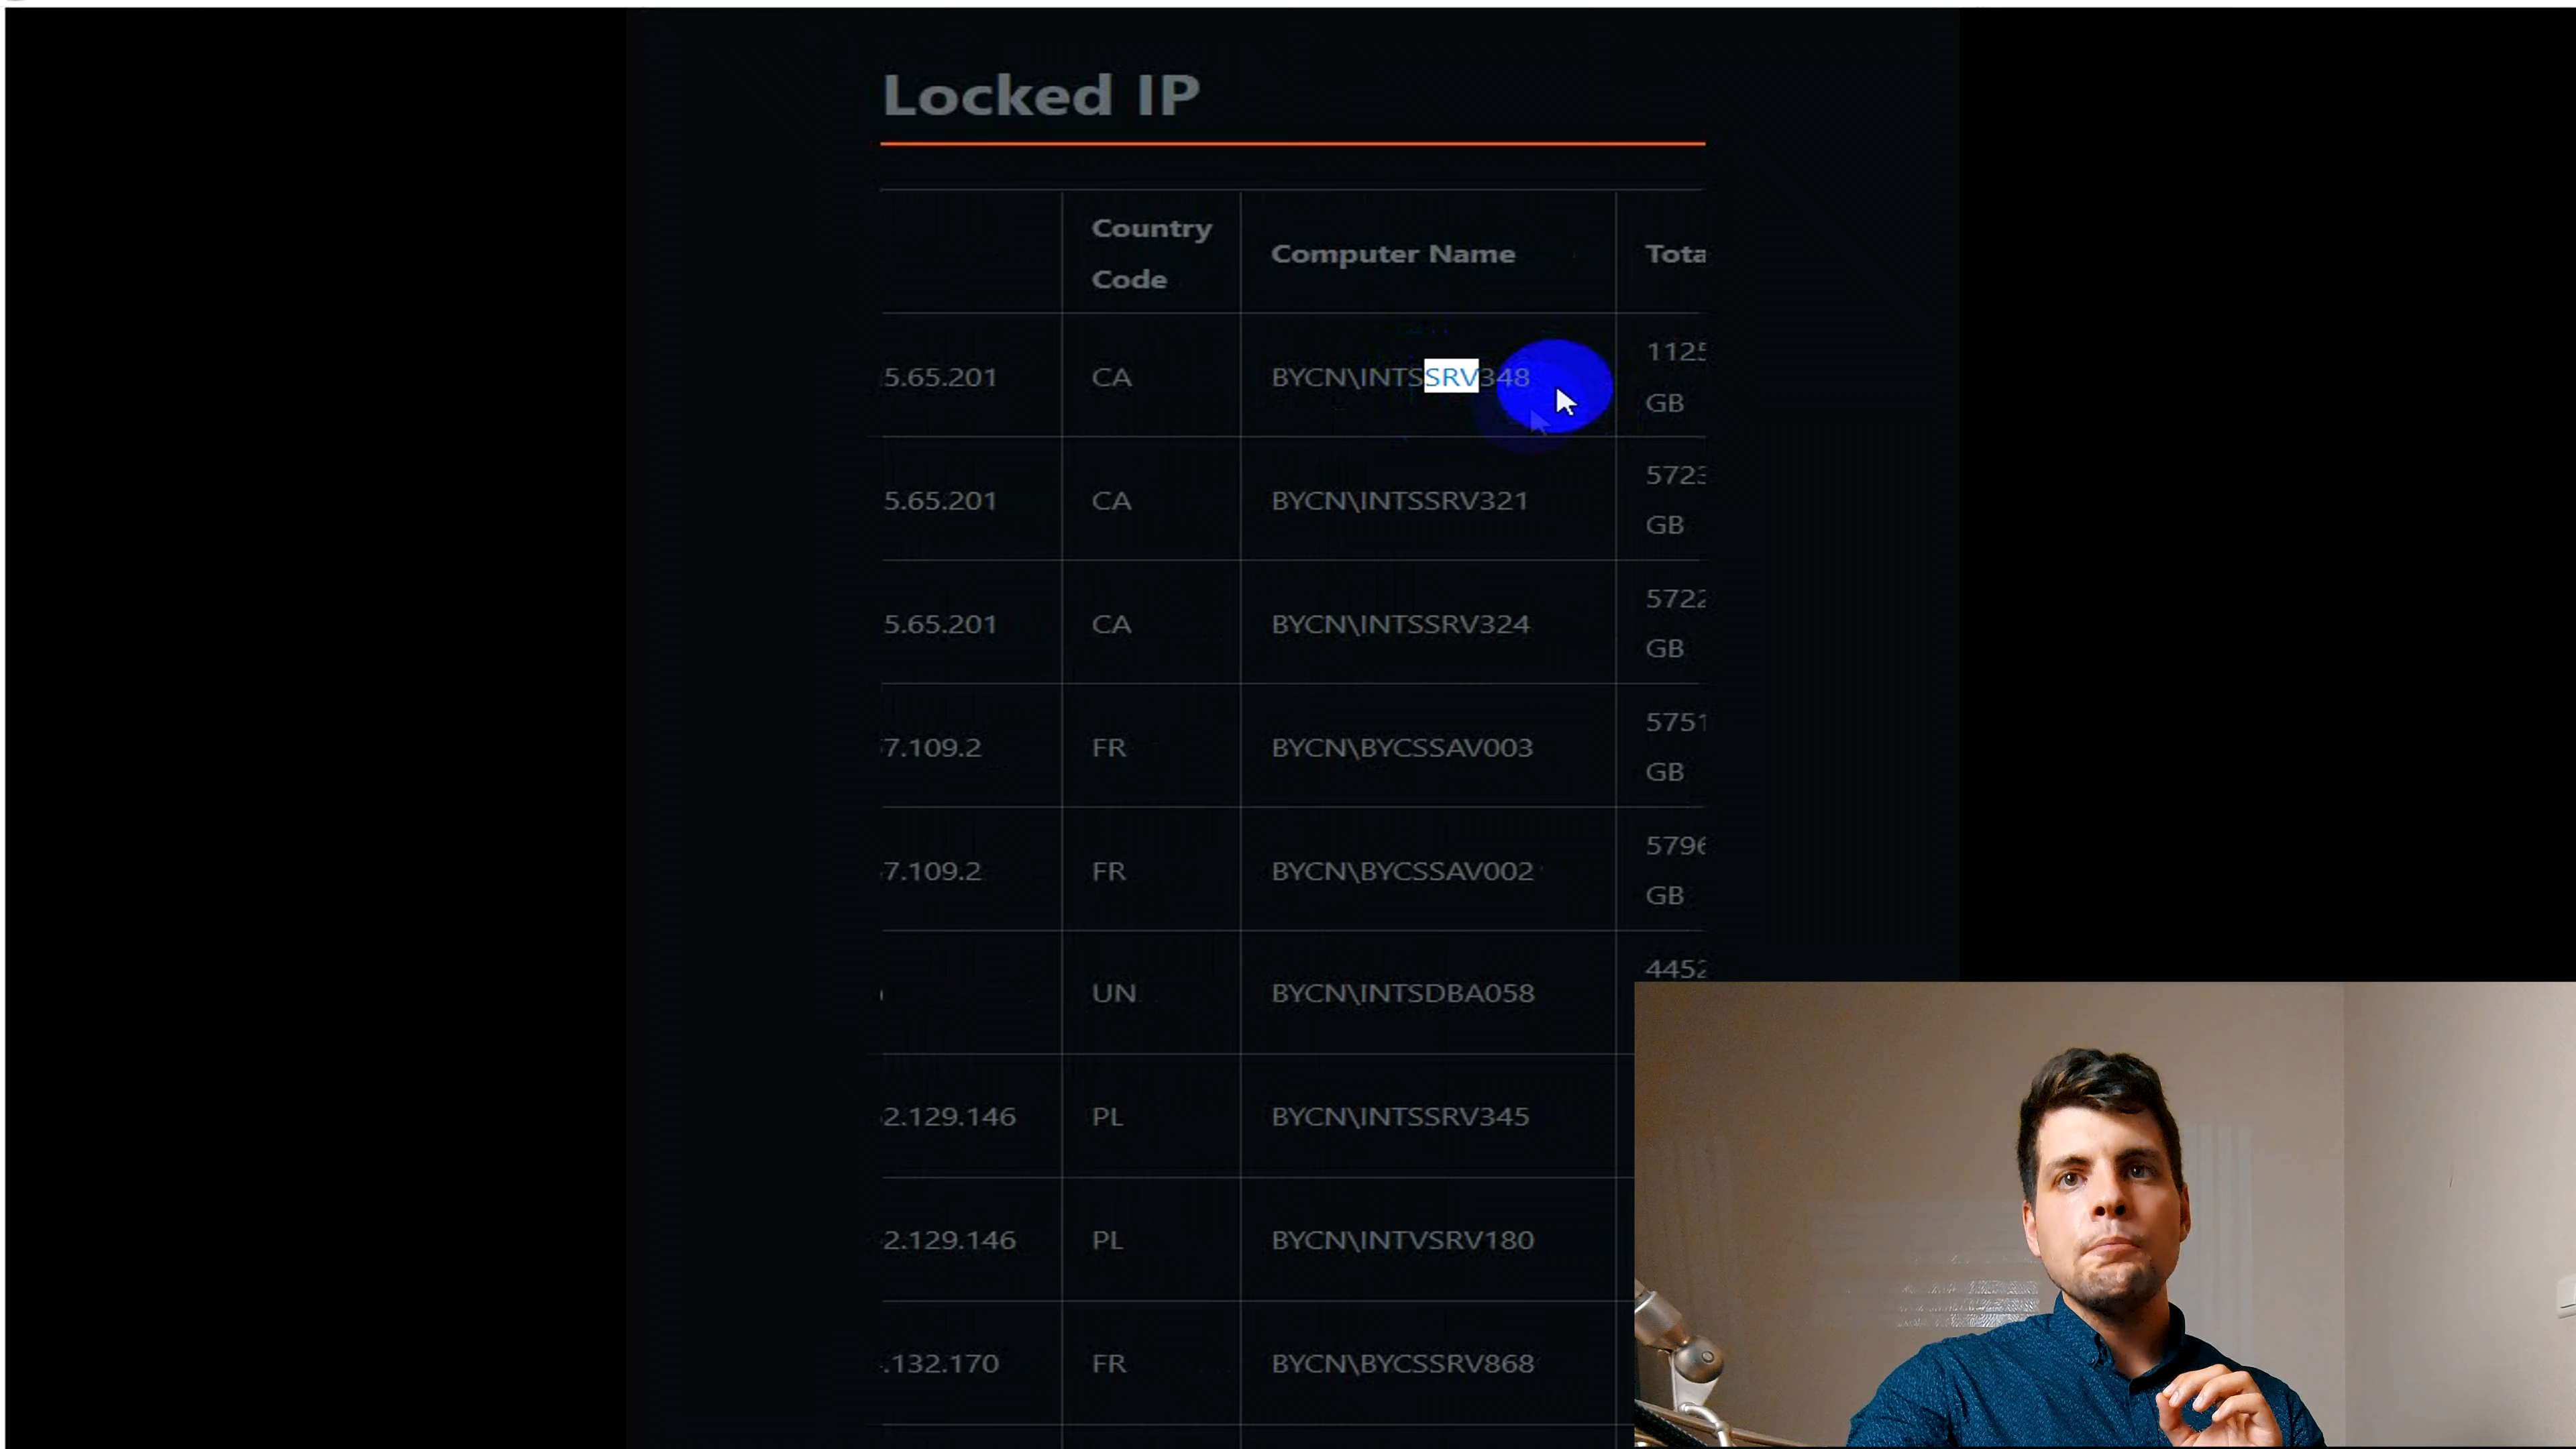 Locked IP
Country Code
Computer Name
5.65.201 CA BYCN\INTSSRV348 GB
5.65.201 CA BYCN\INTSSRV321 GB
5.65.201 CA BYCN\INTSSRV324 GB
7.109.2 FR BYCN\BYCSSAV003 5751 GB
7.109.2 FR BYCN\BYCSSAV002 GB
UN BYCN\INTSDBA058
2.129.146 PL BYCN\INTSSRV345
2.129.146 PL BYCN\INTVSRV180
.132.170 FR BYCN\BYCSSRV868